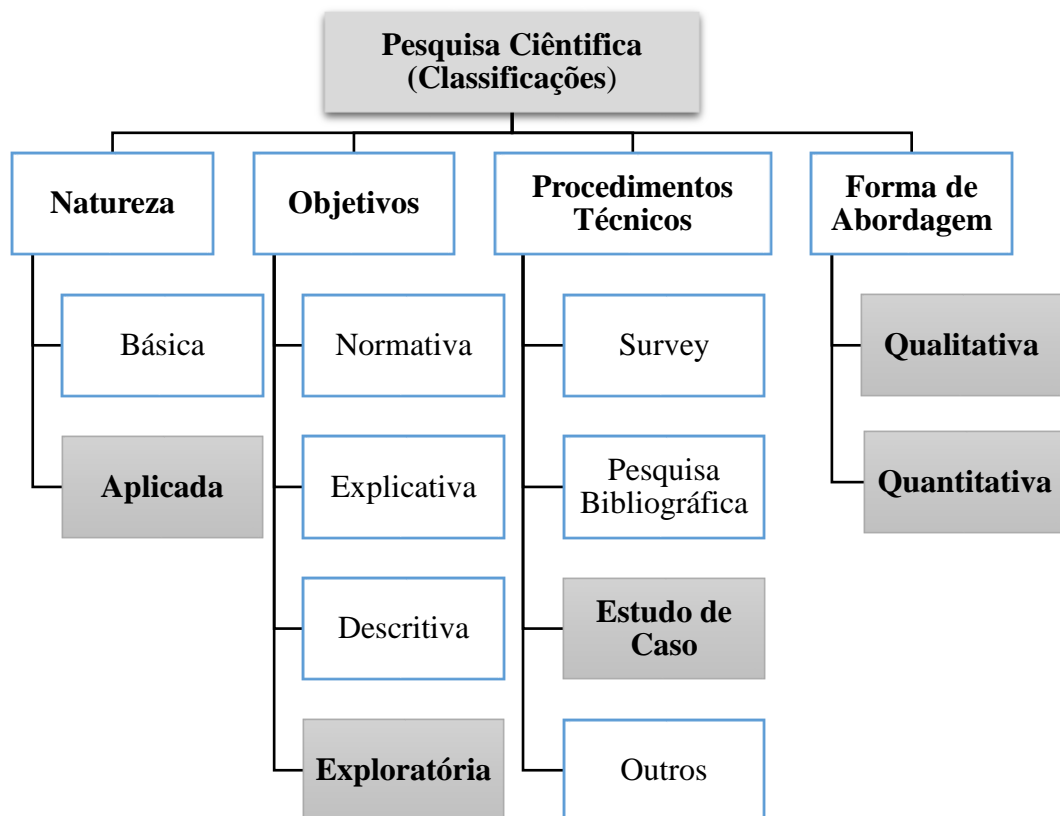 Pesquisa Ciêntifica
(Classificações)
Natureza
Básica
Aplicada
Objetivos
Normativa
Explicativa
Descritiva
Exploratória
Procedimentos
Técnicos
Survey
Pesquisa
Bibliográfica
Estudo de
Caso
Outros
Forma de
Abordagem
Qualitativa
Quantitativa